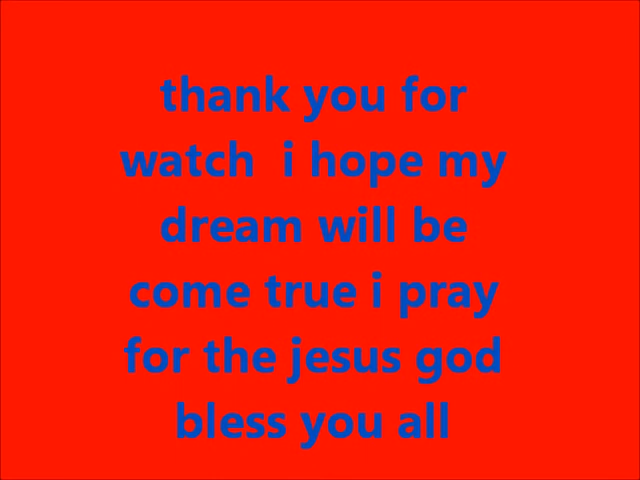 thank you for
watch  i hope my
dream will be
come true i pray
for the jesus god
bless you all